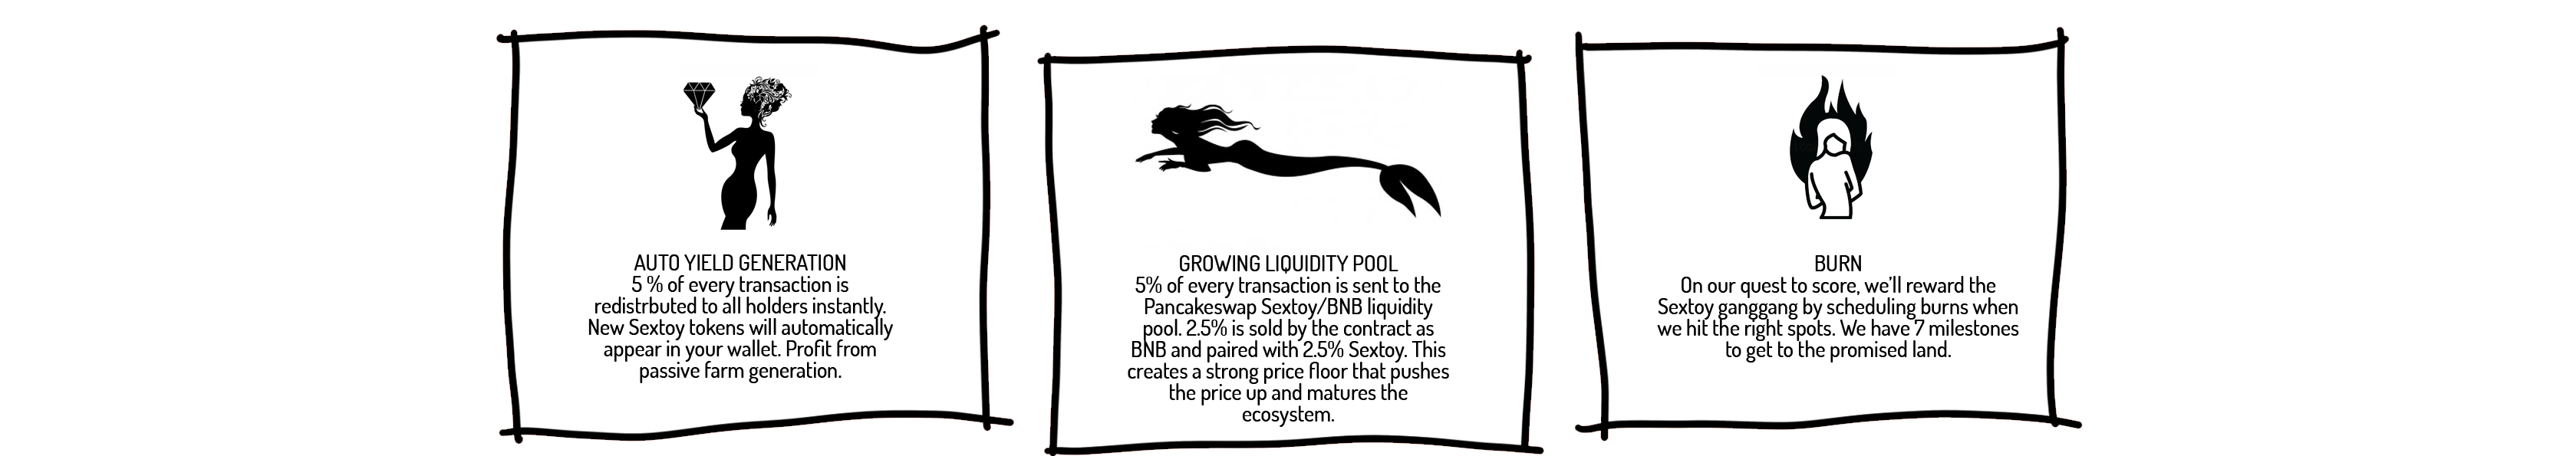 AUTO YIELD GENERATION
5 % of every transaction is
redistrbuted to all holders instantly.
New Sextoy tokens will automatically
appear in your wallet. Profit from
passive farm generation.
GROWING LIQUIDITY POOL
5% of every transaction is sent to the
Pancakeswap Sextoy/BNB liquidity
pool. 2.5% is sold by the contract as
BNB and paired with 2.5% Sextoy. This
creates a strong price floor that pushes
the price up and matures the
ecosystem.
BURN
On our quest to score, we'll reward the
Sextoy ganggang by scheduling burns when
we hit the right spots. We have 7 milestones
to get to the promised land.